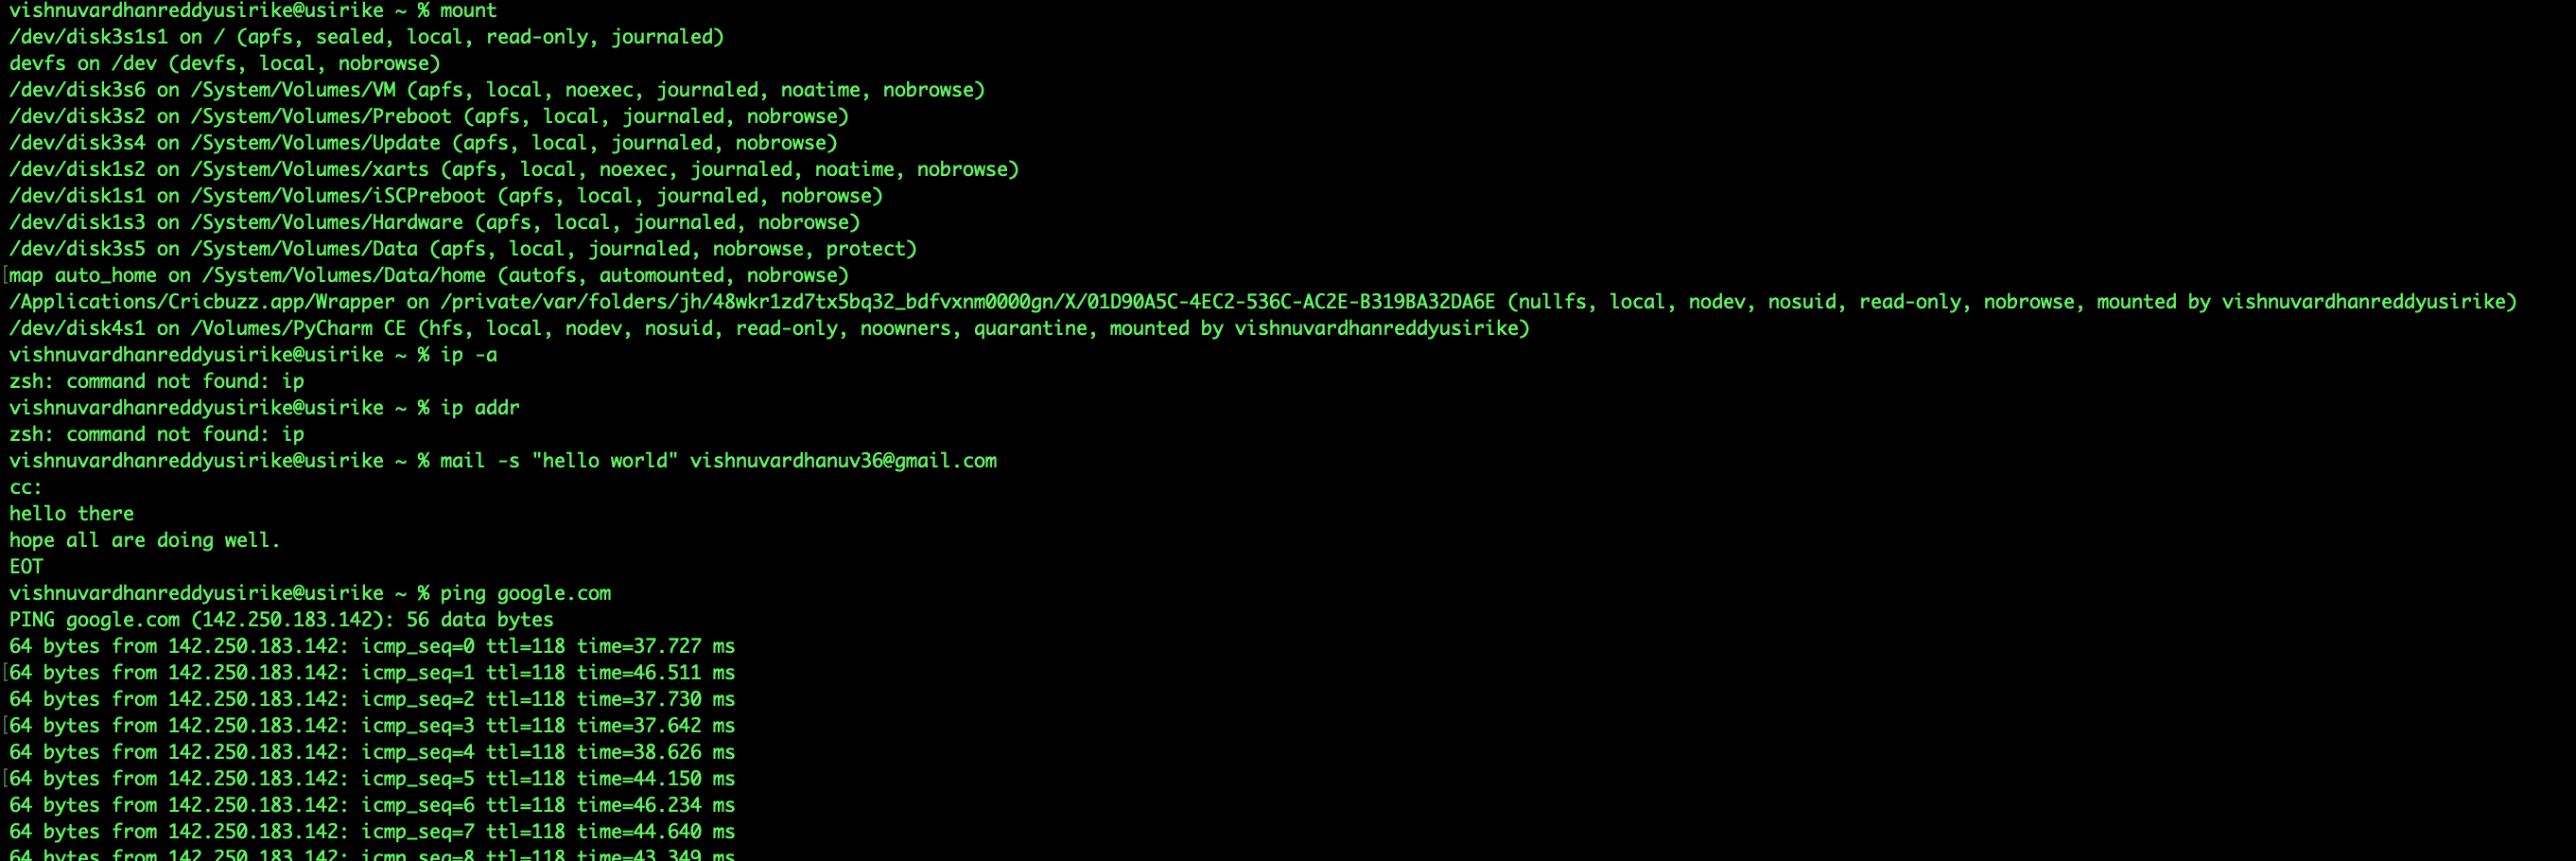 vishnuvardhanreddyusirike@usirike ~ % mount
/dev/disk3s1s1 on / (apfs, sealed, local, read-only, journaled)
devfs on /dev (devfs, local, nobrowse)
/dev/disk3s6 on /System/Volumes/VM (apfs, local, noexec, journaled, noatime, nobrowse)
/dev/disk3s2 on /System/Volumes/Preboot (apfs, local, journaled, nobrowse)
/dev/disk3s4 on /System/Volumes/Update (apfs, local, journaled, nobrowse)
/dev/disk1s2 on /System/Volumes/xarts (apfs, local, noexec, journaled, noatime, nobrowse)
/dev/disk1s1 on /System/Volumes/iSCPreboot (apfs, local, journaled, nobrowse)
/dev/disk1s3 on /System/Volumes/Hardware (apfs, local, journaled, nobrowse)
/dev/disk3s5 on /System/Volumes/Data (apfs, local, journaled, nobrowse, protect)
map auto_home on /System/Volumes/Data/home (autofs, automounted, nobrowse)
/Applications/Cricbuzz.app/Wrapper on /private/var/folders/jh/48wkr1zd7tx5bq32_bdfvxnm0000gn/X/01D90A5C-4EC2-536C-AC2E-B319BA32DA6E (nullfs, local, nodev, nosuid, read-only, nobrowse, mounted by vishnuvardhanreddyusirike)
/dev/disk4s1 on /Volumes/PyCharm CE (hfs, local, nodev, nosuid, read-only, noowners, quarantine, mounted by vishnuvardhanreddyusirike)
vishnuvardhanreddyusirike@usirike ~ % ip -a
zsh: command not found: ip
vishnuvardhanreddyusirike@usirike ~ % ip addr
zsh: command not found: ip
vishnuvardhanreddyusirike@usirike ~ % mail -s "hello world" vishnuvardhanuv36@gmail.com
cc:
hello there
hope all are doing well.
EOT
vishnuvardhanreddyusirike@usirike ~ % ping google.com
PING google.com (142.250.183.142): 56 data bytes
64 bytes from 142.250.183.142: icmp_seq=0 ttl=118 time=37.727 ms
64 bytes from 142.250.183.142: icmp_seq=1 ttl=118 time=46.511 ms
64 bytes from 142.250.183.142: icmp_seq=2 ttl=118 time=37.730 ms
64 bytes from 142.250.183.142: icmp_seq=3 ttl=118 time=37.642 ms
64 bytes from 142.250.183.142: icmp_seq=4 ttl=118 time=38.626 ms
64 bytes from 142.250.183.142: icmp_seq=5 ttl=118 time=44.150 ms
64 bytes from 142.250.183.142: icmp_seq=6 ttl=118 time=46.234 ms
64 bytes from 142.250.183.142: icmp_seq=7 ttl=118 time=44.640 ms
64 bytes from 142.250.183.142: icmp_seq=8 ttl=118 time=43.349 ms